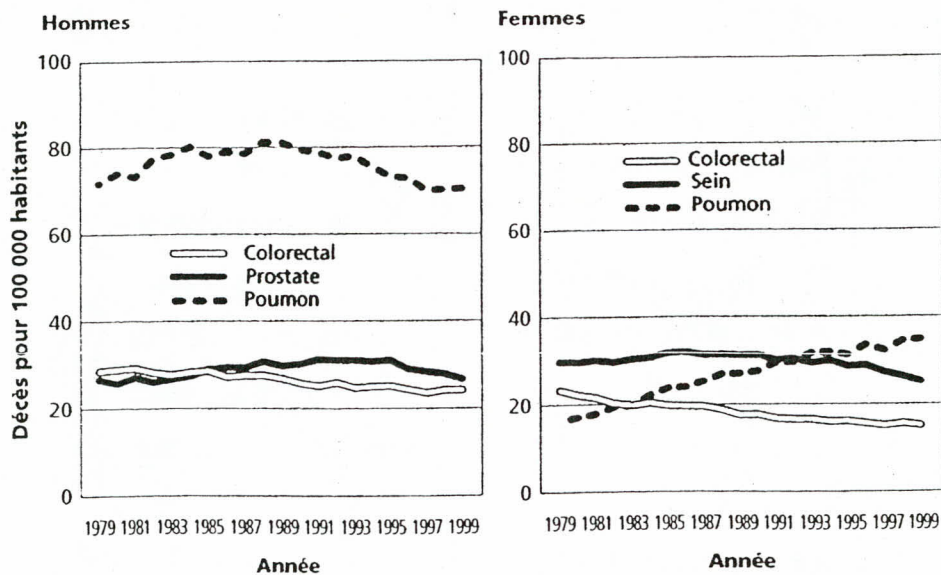 Hommes
Décès pour 100 000 habitants
100
80
60
40
20
0
Colorectal
Prostate
Poumon
1979 1981 1983 1985 1987 1989 1991 1993 1995 1997 1999
Année
Femmes
100
80
60
40
20
0
Colorectal
Sein
Poumon
1979 1981 1983 1985 1987 1989 1991 1993 1995 1997 1999
Année